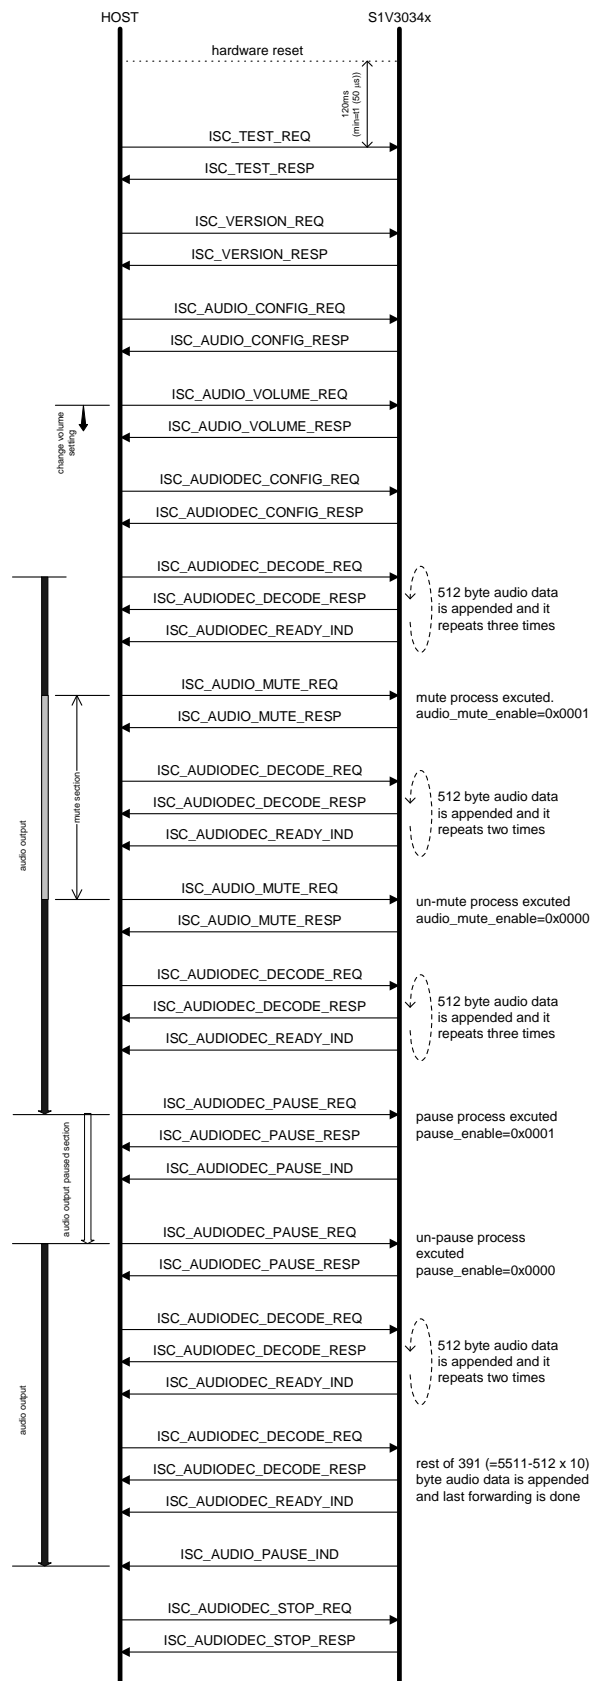 HOST
S1V3034x
hardware reset
120ms
(min=t1 (50 µs))
ISC_TEST_REQ
ISC_TEST_RESP
ISC_VERSION_REQ
ISC_VERSION_RESP
ISC_AUDIO_CONFIG_REQ
ISC_AUDIO_CONFIG_RESP
ISC_AUDIO_VOLUME_REQ
ISC_AUDIO_VOLUME_RESP
change volume
setting
ISC_AUDIODEC_CONFIG_REQ
ISC_AUDIODEC_CONFIG_RESP
ISC_AUDIODEC_DECODE_REQ
ISC_AUDIODEC_DECODE_RESP
ISC_AUDIODEC_READY_IND
512 byte audio data
is appended and it
repeats three times
ISC_AUDIO_MUTE_REQ
ISC_AUDIO_MUTE_RESP
mute process excuted.
audio_mute_enable=0x0001
ISC_AUDIODEC_DECODE_REQ
ISC_AUDIODEC_DECODE_RESP
ISC_AUDIODEC_READY_IND
512 byte audio data
is appended and it
repeats two times
mute section
audio output
ISC_AUDIO_MUTE_REQ
ISC_AUDIO_MUTE_RESP
un-mute process excuted
audio_mute_enable=0x0000
ISC_AUDIODEC_DECODE_REQ
ISC_AUDIODEC_DECODE_RESP
ISC_AUDIODEC_READY_IND
512 byte audio data
is appended and it
repeats three times
ISC_AUDIODEC_PAUSE_REQ
ISC_AUDIODEC_PAUSE_RESP
ISC_AUDIODEC_PAUSE_IND
pause process excuted
pause_enable=0x0001
audio output paused section
ISC_AUDIODEC_PAUSE_REQ
ISC_AUDIODEC_PAUSE_RESP
un-pause process
excuted
pause_enable=0x0000
ISC_AUDIODEC_DECODE_REQ
ISC_AUDIODEC_DECODE_RESP
ISC_AUDIODEC_READY_IND
512 byte audio data
is appended and it
repeats two times
audio output
ISC_AUDIODEC_DECODE_REQ
ISC_AUDIODEC_DECODE_RESP
ISC_AUDIODEC_READY_IND
rest of 391 (=5511-512 x 10)
byte audio data is appended
and last forwarding is done
ISC_AUDIO_PAUSE_IND
ISC_AUDIODEC_STOP_REQ
ISC_AUDIODEC_STOP_RESP